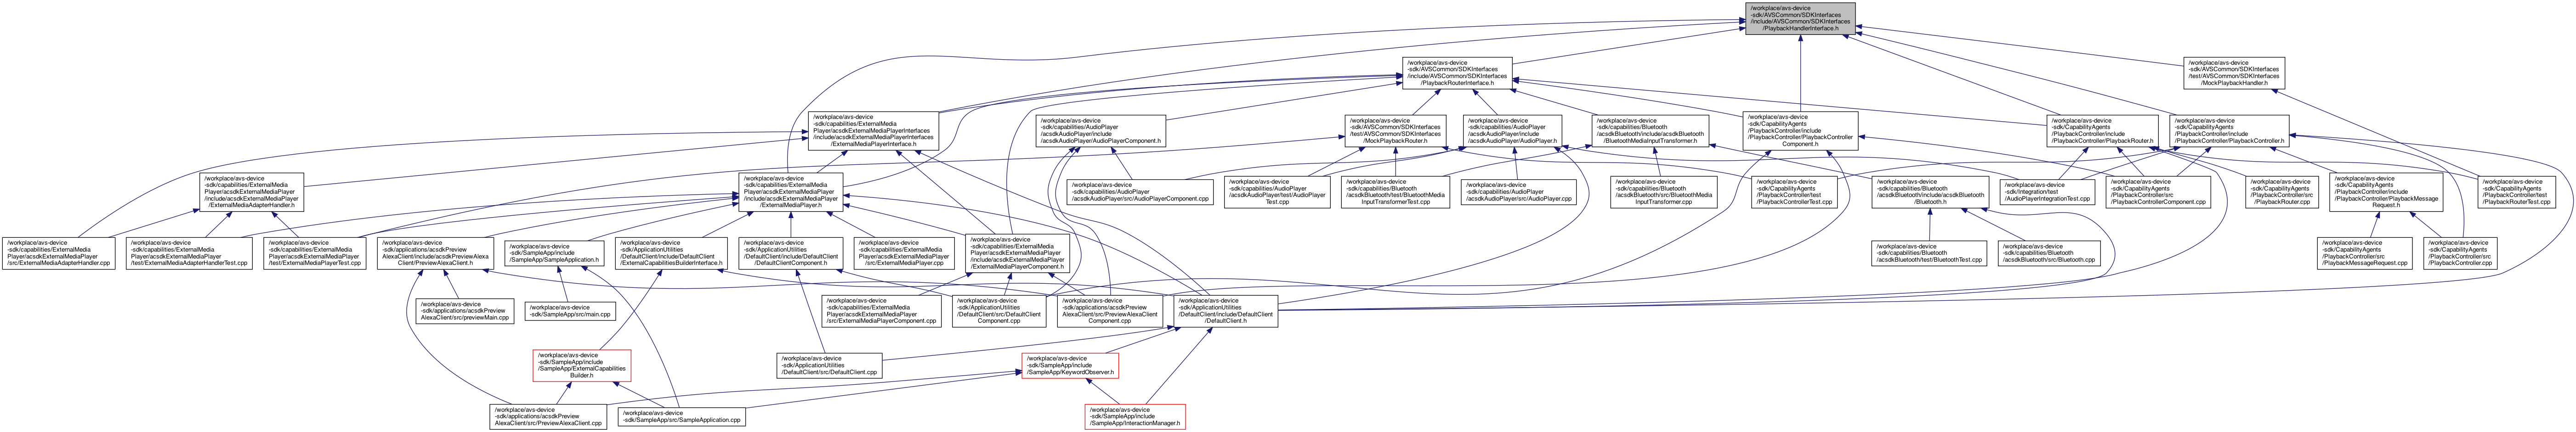 /workplace/avs-device
-sdk/AVSCommon/SDKInterfaces
/include/AVSCommon/SDKInterfaces
/PlaybackHandlerInterface.h
/workplace/avs-device
-sdk/AVSCommon/SDKInterfaces
/include/AVSCommon/SDKInterfaces
/PlaybackRouterInterface.h
/workplace/avs-device
-sdk/AVSCommon/SDKInterfaces
/test/AVSCommon/SDKInterfaces
/MockPlaybackHandler.h
/workplace/avs-device
-sdk/capabilities/ExternalMedia
Player/acsdkExternalMediaPlayerInterfaces
/include/acsdkExternalMediaPlayerInterfaces
/ExternalMediaPlayerInterface.h
/workplace/avs-device
-sdk/capabilities/AudioPlayer
/acsdkAudioPlayer/include
/acsdkAudioPlayer/AudioPlayerComponent.h
/workplace/avs-device
-sdk/AVSCommon/SDKInterfaces
/test/AVSCommon/SDKInterfaces
/MockPlaybackRouter.h
/workplace/avs-device
-sdk/capabilities/AudioPlayer
/acsdkAudioPlayer/include
/acsdkAudioPlayer/AudioPlayer.h
/workplace/avs-device
-sdk/capabilities/Bluetooth
/acsdkBluetooth/include/acsdkBluetooth
/BluetoothMediaInputTransformer.h
/workplace/avs-device
-sdk/CapabilityAgents
/PlaybackController/include
/PlaybackController/PlaybackController
Component.h
/workplace/avs-device
-sdk/CapabilityAgents
/PlaybackController/include
/PlaybackController/PlaybackRouter.h
/workplace/avs-device
-sdk/CapabilityAgents
/PlaybackController/include
/PlaybackController/PlaybackController.h
/workplace/avs-device
-sdk/capabilities/ExternalMedia
Player/acsdkExternalMediaPlayer
/include/acsdkExternalMediaPlayer
/ExternalMediaAdapterHandler.h
/workplace/avs-device
-sdk/capabilities/ExternalMedia
Player/acsdkExternalMediaPlayer
/include/acsdkExternalMediaPlayer
/ExternalMediaPlayer.h
/workplace/avs-device
-sdk/capabilities/AudioPlayer
/acsdkAudioPlayer/src/AudioPlayerComponent.cpp
/workplace/avs-device
-sdk/capabilities/AudioPlayer
/acsdkAudioPlayer/test/AudioPlayer
Test.cpp
/workplace/avs-device
-sdk/capabilities/Bluetooth
/acsdkBluetooth/test/BluetoothMedia
InputTransformerTest.cpp
/workplace/avs-device
-sdk/capabilities/AudioPlayer
/acsdkAudioPlayer/src/AudioPlayer.cpp
/workplace/avs-device
-sdk/capabilities/Bluetooth
/acsdkBluetooth/src/BluetoothMedia
InputTransformer.cpp
/workplace/avs-device
-sdk/CapabilityAgents
/PlaybackController/test
/PlaybackControllerTest.cpp
/workplace/avs-device
-sdk/capabilities/Bluetooth
/acsdkBluetooth/include/acsdkBluetooth
/Bluetooth.h
/workplace/avs-device
-sdk/Integration/test
/AudioPlayerIntegrationTest.cpp
/workplace/avs-device
-sdk/CapabilityAgents
/PlaybackController/src
/PlaybackControllerComponent.cpp
/workplace/avs-device
-sdk/CapabilityAgents
/PlaybackController/src
/PlaybackRouter.cpp
/workplace/avs-device
-sdk/CapabilityAgents
/PlaybackController/include
/PlaybackController/PlaybackMessage
Request.h
/workplace/avs-device
-sdk/CapabilityAgents
/PlaybackController/test
/PlaybackRouterTest.cpp
/workplace/avs-device
-sdk/capabilities/ExternalMedia
Player/acsdkExternalMediaPlayer
/src/ExternalMediaAdapterHandler.cpp
/workplace/avs-device
-sdk/capabilities/ExternalMedia
Player/acsdkExternalMediaPlayer
/test/ExternalMediaAdapterHandlerTest.cpp
/workplace/avs-device
-sdk/capabilities/ExternalMedia
Player/acsdkExternalMediaPlayer
/test/ExternalMediaPlayerTest.cpp
/workplace/avs-device
-sdk/applications/acsdkPreview
AlexaClient/include/acsdkPreviewAlexa
Client/PreviewAlexaClient.h
/workplace/avs-device
-sdk/SampleApp/include
/SampleApp/SampleApplication.h
/workplace/avs-device
-sdk/ApplicationUtilities
/DefaultClient/include/DefaultClient
/ExternalCapabilitiesBuilderInterface.h
/workplace/avs-device
-sdk/ApplicationUtilities
/DefaultClient/include/DefaultClient
/DefaultClientComponent.h
/workplace/avs-device
-sdk/capabilities/ExternalMedia
Player/acsdkExternalMediaPlayer
/src/ExternalMediaPlayer.cpp
/workplace/avs-device
-sdk/capabilities/ExternalMedia
Player/acsdkExternalMediaPlayer
/include/acsdkExternalMediaPlayer
/ExternalMediaPlayerComponent.h
/workplace/avs-device
-sdk/capabilities/Bluetooth
/acsdkBluetooth/test/BluetoothTest.cpp
/workplace/avs-device
-sdk/capabilities/Bluetooth
/acsdkBluetooth/src/Bluetooth.cpp
/workplace/avs-device
-sdk/CapabilityAgents
/PlaybackController/src
/PlaybackMessageRequest.cpp
/workplace/avs-device
-sdk/CapabilityAgents
/PlaybackController/src
/PlaybackController.cpp
/workplace/avs-device
-sdk/applications/acsdkPreview
AlexaClient/src/previewMain.cpp
/workplace/avs-device
-sdk/SampleApp/src/main.cpp
/workplace/avs-device
-sdk/capabilities/ExternalMedia
Player/acsdkExternalMediaPlayer
/src/ExternalMediaPlayerComponent.cpp
/workplace/avs-device
-sdk/ApplicationUtilities
/DefaultClient/src/DefaultClient
Component.cpp
/workplace/avs-device
-sdk/applications/acsdkPreview
AlexaClient/src/PreviewAlexaClient
Component.cpp
/workplace/avs-device
-sdk/ApplicationUtilities
/DefaultClient/include/DefaultClient
/DefaultClient.h
/workplace/avs-device
-sdk/SampleApp/include
/SampleApp/ExternalCapabilities
Builder.h
/workplace/avs-device
-sdk/ApplicationUtilities
/DefaultClient/src/DefaultClient.cpp
/workplace/avs-device
-sdk/SampleApp/include
/SampleApp/KeywordObserver.h
/workplace/avs-device
-sdk/applications/acsdkPreview
AlexaClient/src/PreviewAlexaClient.cpp
/workplace/avs-device
-sdk/SampleApp/src/SampleApplication.cpp
/workplace/avs-device
-sdk/SampleApp/include
/SampleApp/InteractionManager.h